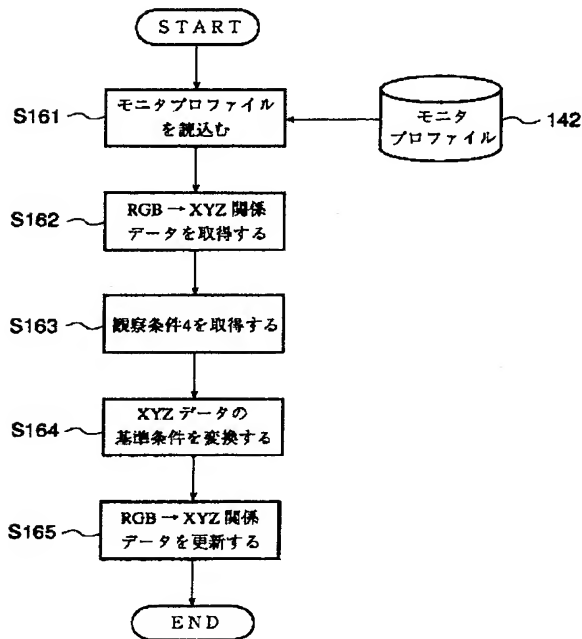 START
S161
モニタプロファイル
を読込む
モニタ
プロファイル
142
S162
RGB → XYZ 関係
データを取得する
S163
観察条件4を取得する
S164
XYZ データの
基準条件を変換する
S165
RGB → XYZ 関係
データを更新する
END